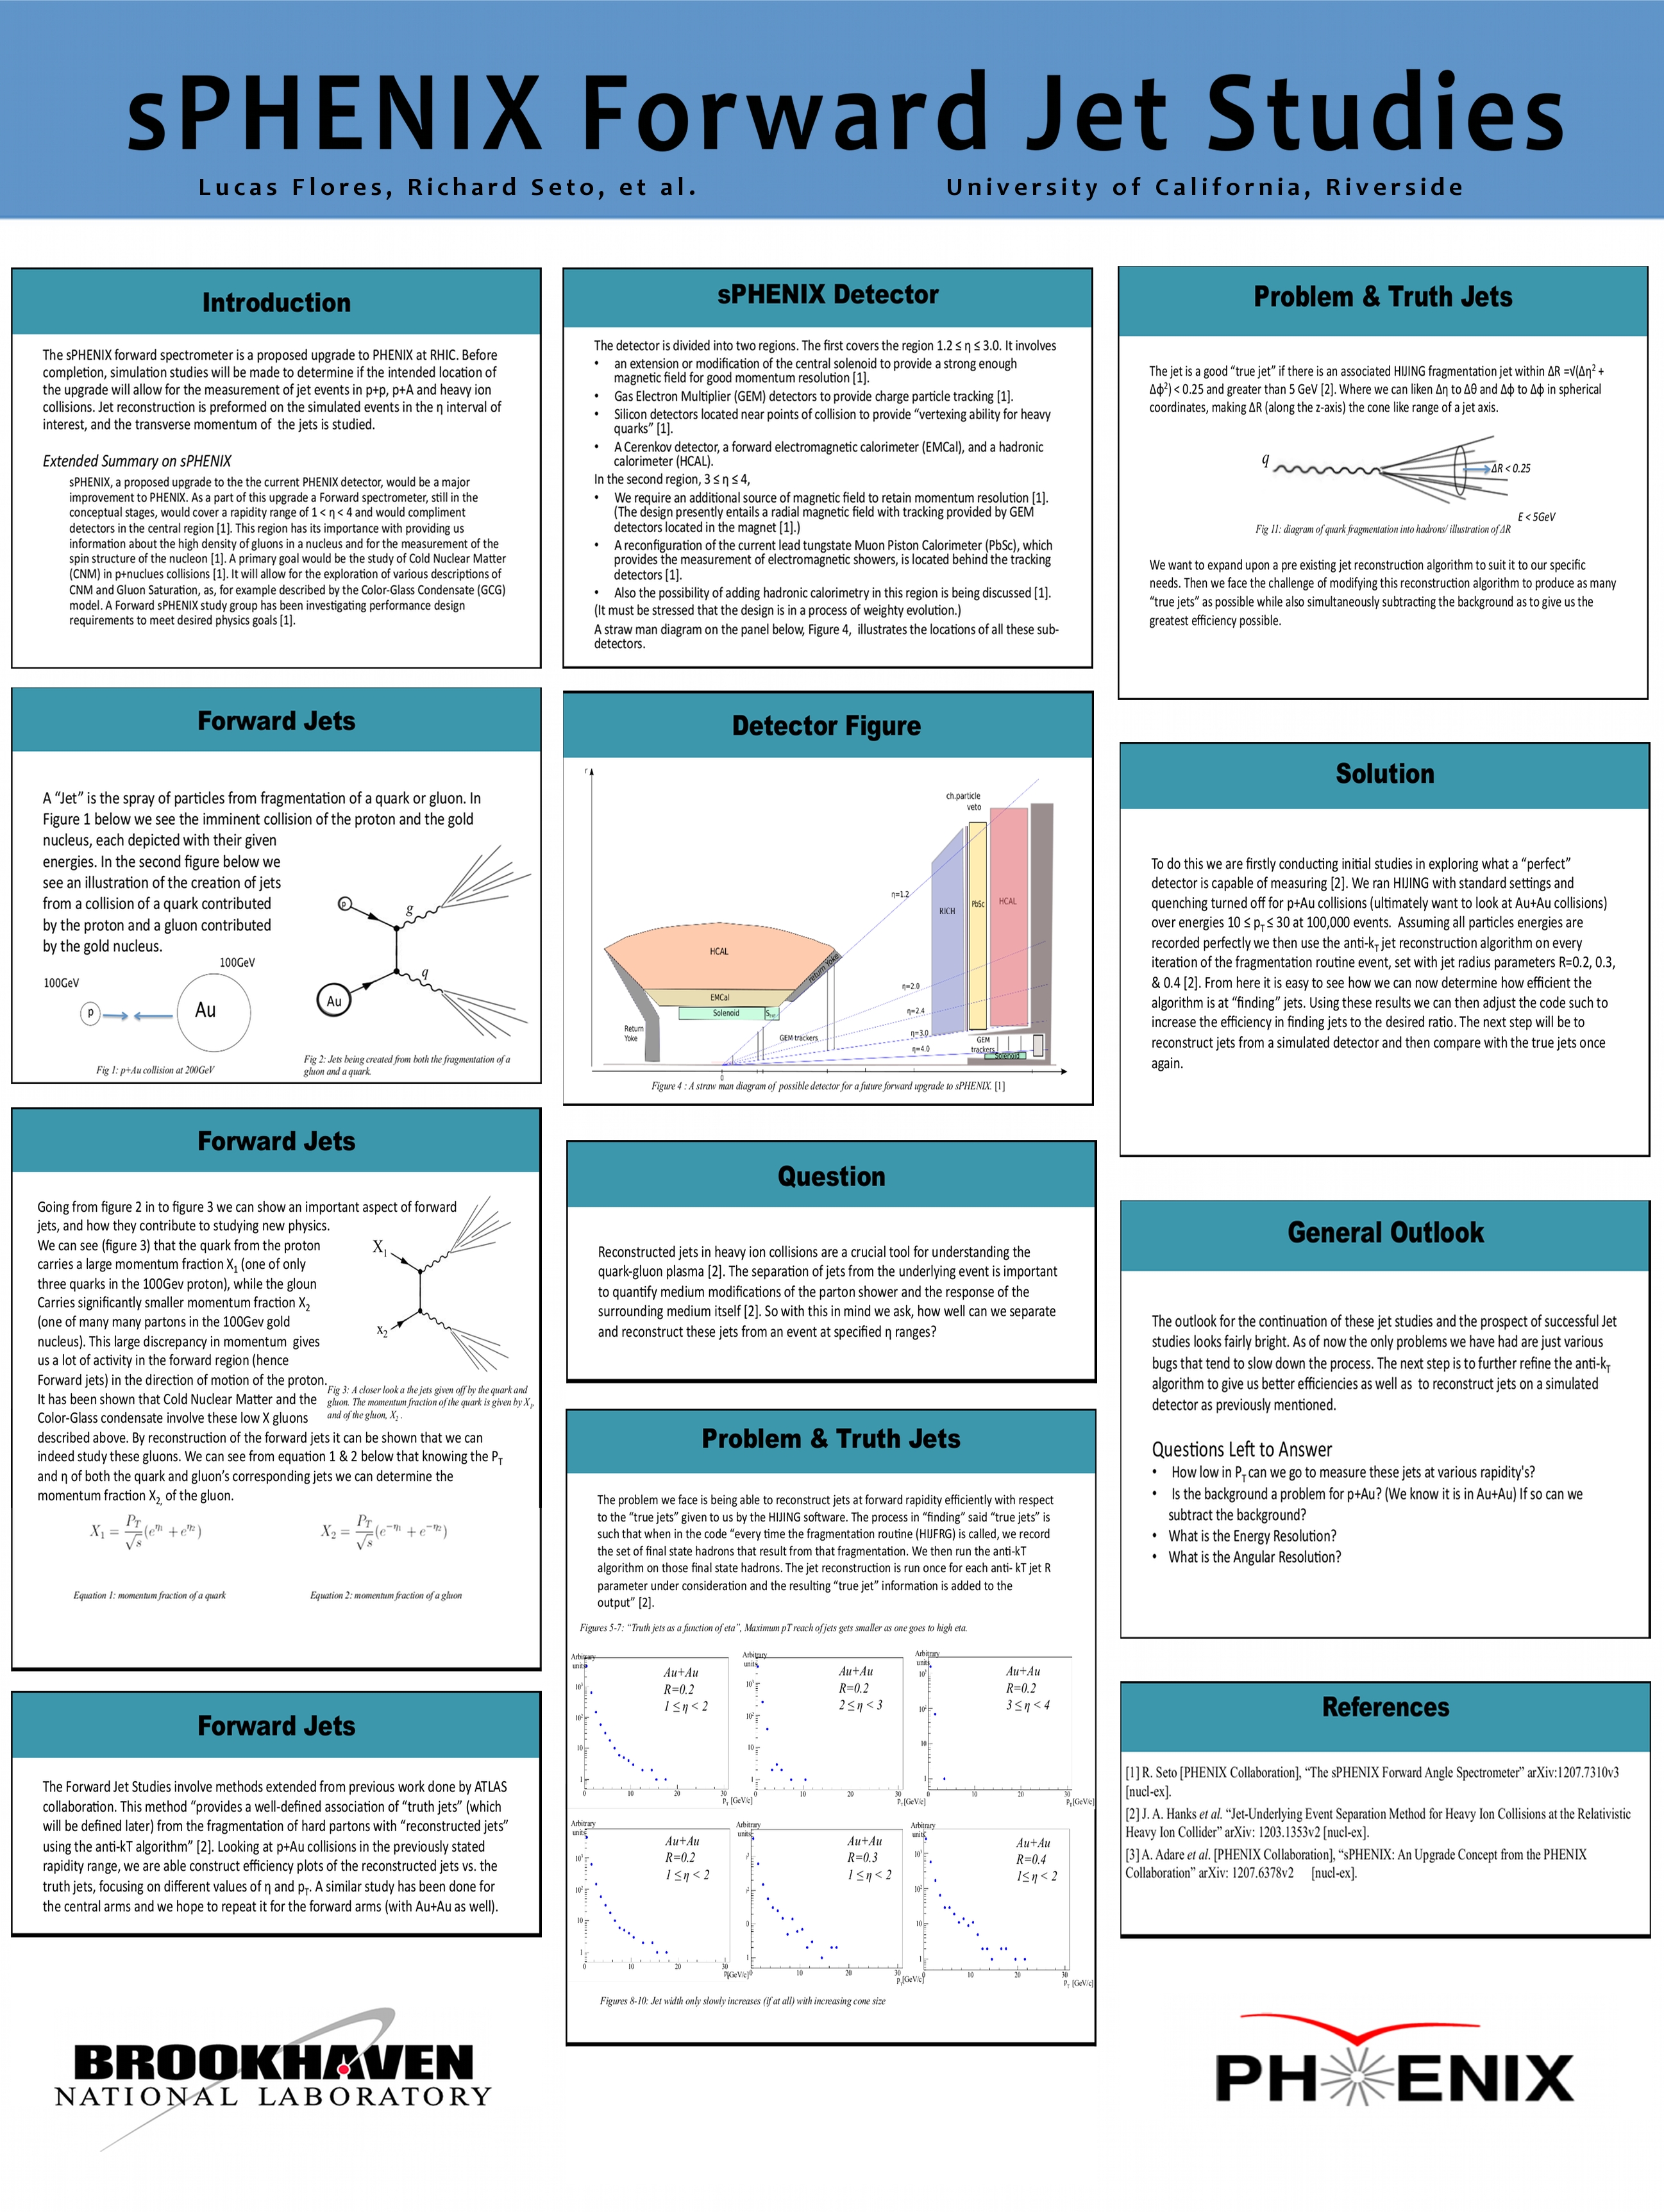 sPHENIX Forward Jet Studies
Lucas Flores, Richard Seto, et al.
University of California, Riverside
Introduction
The sPHENIX forward spectrometer is a proposed upgrade to PHENIX at RHIC. Before
completion, simulation studies will be made to determine if the intended location of
the upgrade will allow for the measurement of jet events in p+p, p+A and heavy ion
collisions. Jet reconstruction is preformed on the simulated events in the η interval of
interest, and the transverse momentum of the jets is studied.
Extended Summary on sPHENIX
sPHENIX, a proposed upgrade to the the current PHENIX detector, would be a major
improvement to PHENIX. As a part of this upgrade a Forward spectrometer, still in the
conceptual stages, would cover a rapidity range of 1 < η < 4 and would compliment
detectors in the central region [1]. This region has its importance with providing us
information about the high density of gluons in a nucleus and for the measurement of the
spin structure of the nucleon [1]. A primary goal would be the study of Cold Nuclear Matter
(CNM) in p+nuclues collisions [1]. It will allow for the exploration of various descriptions of
CNM and Gluon Saturation, as, for example described by the Color-Glass Condensate (GCG)
model. A Forward sPHENIX study group has been investigating performance design
requirements to meet desired physics goals [1].
Forward Jets
A “Jet” is the spray of particles from fragmentation of a quark or gluon. In
Figure 1 below we see the imminent collision of the proton and the gold
nucleus, each depicted with their given
energies. In the second figure below we
see an illustration of the creation of jets
from a collision of a quark contributed
by the proton and a gluon contributed
by the gold nucleus.
100GeV
100GeV
p
Au
Fig 1: p+Au collision at 200GeV
p
g
Au
q
Fig 2: Jets being created from both the fragmentation of a
gluon and a quark.
Forward Jets
Going from figure 2 in to figure 3 we can show an important aspect of forward
jets, and how they contribute to studying new physics.
We can see (figure 3) that the quark from the proton
carries a large momentum fraction X1 (one of only
three quarks in the 100Gev proton), while the gloun
Carries significantly smaller momentum fraction X2
(one of many many partons in the 100Gev gold
nucleus). This large discrepancy in momentum gives
us a lot of activity in the forward region (hence
Forward jets) in the direction of motion of the proton.
It has been shown that Cold Nuclear Matter and the
Color-Glass condensate involve these low X gluons
described above. By reconstruction of the forward jets it can be shown that we can
indeed study these gluons. We can see from equation 1 & 2 below that knowing the PT
and η of both the quark and gluon’s corresponding jets we can determine the
momentum fraction X2, of the gluon.
X1
x2
Fig 3: A closer look a the jets given off by the quark and
gluon. The momentum fraction of the quark is given by X1,
and of the gluon, X2 .
X1 = PT/√s (e^η1 + e^η2)
X2 = PT/√s (e^−η1 + e^−η2)
Equation 1: momentum fraction of a quark
Equation 2: momentum fraction of a gluon
Forward Jets
The Forward Jet Studies involve methods extended from previous work done by ATLAS
collaboration. This method “provides a well-defined association of “truth jets” (which
will be defined later) from the fragmentation of hard partons with “reconstructed jets”
using the anti-kT algorithm” [2]. Looking at p+Au collisions in the previously stated
rapidity range, we are able construct efficiency plots of the reconstructed jets vs. the
truth jets, focusing on different values of η and pT. A similar study has been done for
the central arms and we hope to repeat it for the forward arms (with Au+Au as well).
BROOKHAVEN
NATIONAL LABORATORY
sPHENIX Detector
The detector is divided into two regions. The first covers the region 1.2 ≤ η ≤ 3.0. It involves
• an extension or modification of the central solenoid to provide a strong enough
magnetic field for good momentum resolution [1].
• Gas Electron Multiplier (GEM) detectors to provide charge particle tracking [1].
• Silicon detectors located near points of collision to provide “vertexing ability for heavy
quarks” [1].
• A Cerenkov detector, a forward electromagnetic calorimeter (EMCal), and a hadronic
calorimeter (HCAL).
In the second region, 3 ≤ η ≤ 4,
• We require an additional source of magnetic field to retain momentum resolution [1].
(The design presently entails a radial magnetic field with tracking provided by GEM
detectors located in the magnet [1].)
• A reconfiguration of the current lead tungstate Muon Piston Calorimeter (PbSc), which
provides the measurement of electromagnetic showers, is located behind the tracking
detectors [1].
• Also the possibility of adding hadronic calorimetry in this region is being discussed [1].
(It must be stressed that the design is in a process of weighty evolution.)
A straw man diagram on the panel below, Figure 4, illustrates the locations of all these sub-
detectors.
Detector Figure
r
ch.particle
veto
η=1.2
RICH
PbSc
HCAL
HCAL
return Yoke
η=2.0
EMCal
Solenoid
η=2.4
Return
Yoke
GEM trackers
η=3.0
GEM
trackers
η=4.0
Solenoid
0
Figure 4 : A straw man diagram of possible detector for a future forward upgrade to sPHENIX. [1]
Question
Reconstructed jets in heavy ion collisions are a crucial tool for understanding the
quark-gluon plasma [2]. The separation of jets from the underlying event is important
to quantify medium modifications of the parton shower and the response of the
surrounding medium itself [2]. So with this in mind we ask, how well can we separate
and reconstruct these jets from an event at specified η ranges?
Problem & Truth Jets
The problem we face is being able to reconstruct jets at forward rapidity efficiently with respect
to the “true jets” given to us by the HIJING software. The process in “finding” said “true jets” is
such that when in the code “every time the fragmentation routine (HIJFRG) is called, we record
the set of final state hadrons that result from that fragmentation. We then run the anti-kT
algorithm on those final state hadrons. The jet reconstruction is run once for each anti- kT jet R
parameter under consideration and the resulting “true jet” information is added to the
output” [2].
Figures 5-7: “Truth jets as a function of eta”, Maximum pT reach of jets gets smaller as one goes to high eta.
Arbitrary
units
Au+Au
R=0.2
1 ≤ η < 2
0 10 20 30
pT [GeV/c]
Arbitrary
units
Au+Au
R=0.2
2 ≤ η < 3
0 10 20 30
pT[GeV/c]
Arbitrary
units
Au+Au
R=0.2
3 ≤ η < 4
0 10 20 30
pT[GeV/c]
Arbitrary
units
Au+Au
R=0.2
1 ≤ η < 2
0 10 20 30
pT[GeV/c]
Arbitrary
units
Au+Au
R=0.3
1 ≤ η < 2
0 10 20 30
pT[GeV/c]
Arbitrary
units
Au+Au
R=0.4
1≤ η < 2
0 10 20 30
pT [GeV/c]
Figures 8-10: Jet width only slowly increases (if at all) with increasing cone size
Problem & Truth Jets
The jet is a good “true jet” if there is an associated HIJING fragmentation jet within ΔR =√(Δη² +
Δϕ²) < 0.25 and greater than 5 GeV [2]. Where we can liken Δη to Δθ and Δϕ to Δϕ in spherical
coordinates, making ΔR (along the z-axis) the cone like range of a jet axis.
q
ΔR < 0.25
E < 5GeV
Fig 11: diagram of quark fragmentation into hadrons/ illustration of ΔR
We want to expand upon a pre existing jet reconstruction algorithm to suit it to our specific
needs. Then we face the challenge of modifying this reconstruction algorithm to produce as many
“true jets” as possible while also simultaneously subtracting the background as to give us the
greatest efficiency possible.
Solution
To do this we are firstly conducting initial studies in exploring what a “perfect”
detector is capable of measuring [2]. We ran HIJING with standard settings and
quenching turned off for p+Au collisions (ultimately want to look at Au+Au collisions)
over energies 10 ≤ pT ≤ 30 at 100,000 events. Assuming all particles energies are
recorded perfectly we then use the anti-kT jet reconstruction algorithm on every
iteration of the fragmentation routine event, set with jet radius parameters R=0.2, 0.3,
& 0.4 [2]. From here it is easy to see how we can now determine how efficient the
algorithm is at “finding” jets. Using these results we can then adjust the code such to
increase the efficiency in finding jets to the desired ratio. The next step will be to
reconstruct jets from a simulated detector and then compare with the true jets once
again.
General Outlook
The outlook for the continuation of these jet studies and the prospect of successful Jet
studies looks fairly bright. As of now the only problems we have had are just various
bugs that tend to slow down the process. The next step is to further refine the anti-kT
algorithm to give us better efficiencies as well as to reconstruct jets on a simulated
detector as previously mentioned.
Questions Left to Answer
• How low in PT can we go to measure these jets at various rapidity's?
• Is the background a problem for p+Au? (We know it is in Au+Au) If so can we
subtract the background?
• What is the Energy Resolution?
• What is the Angular Resolution?
References
[1] R. Seto [PHENIX Collaboration], “The sPHENIX Forward Angle Spectrometer” arXiv:1207.7310v3
[nucl-ex].
[2] J. A. Hanks et al. “Jet-Underlying Event Separation Method for Heavy Ion Collisions at the Relativistic
Heavy Ion Collider” arXiv: 1203.1353v2 [nucl-ex].
[3] A. Adare et al. [PHENIX Collaboration], “sPHENIX: An Upgrade Concept from the PHENIX
Collaboration” arXiv: 1207.6378v2 [nucl-ex].
PHENIX